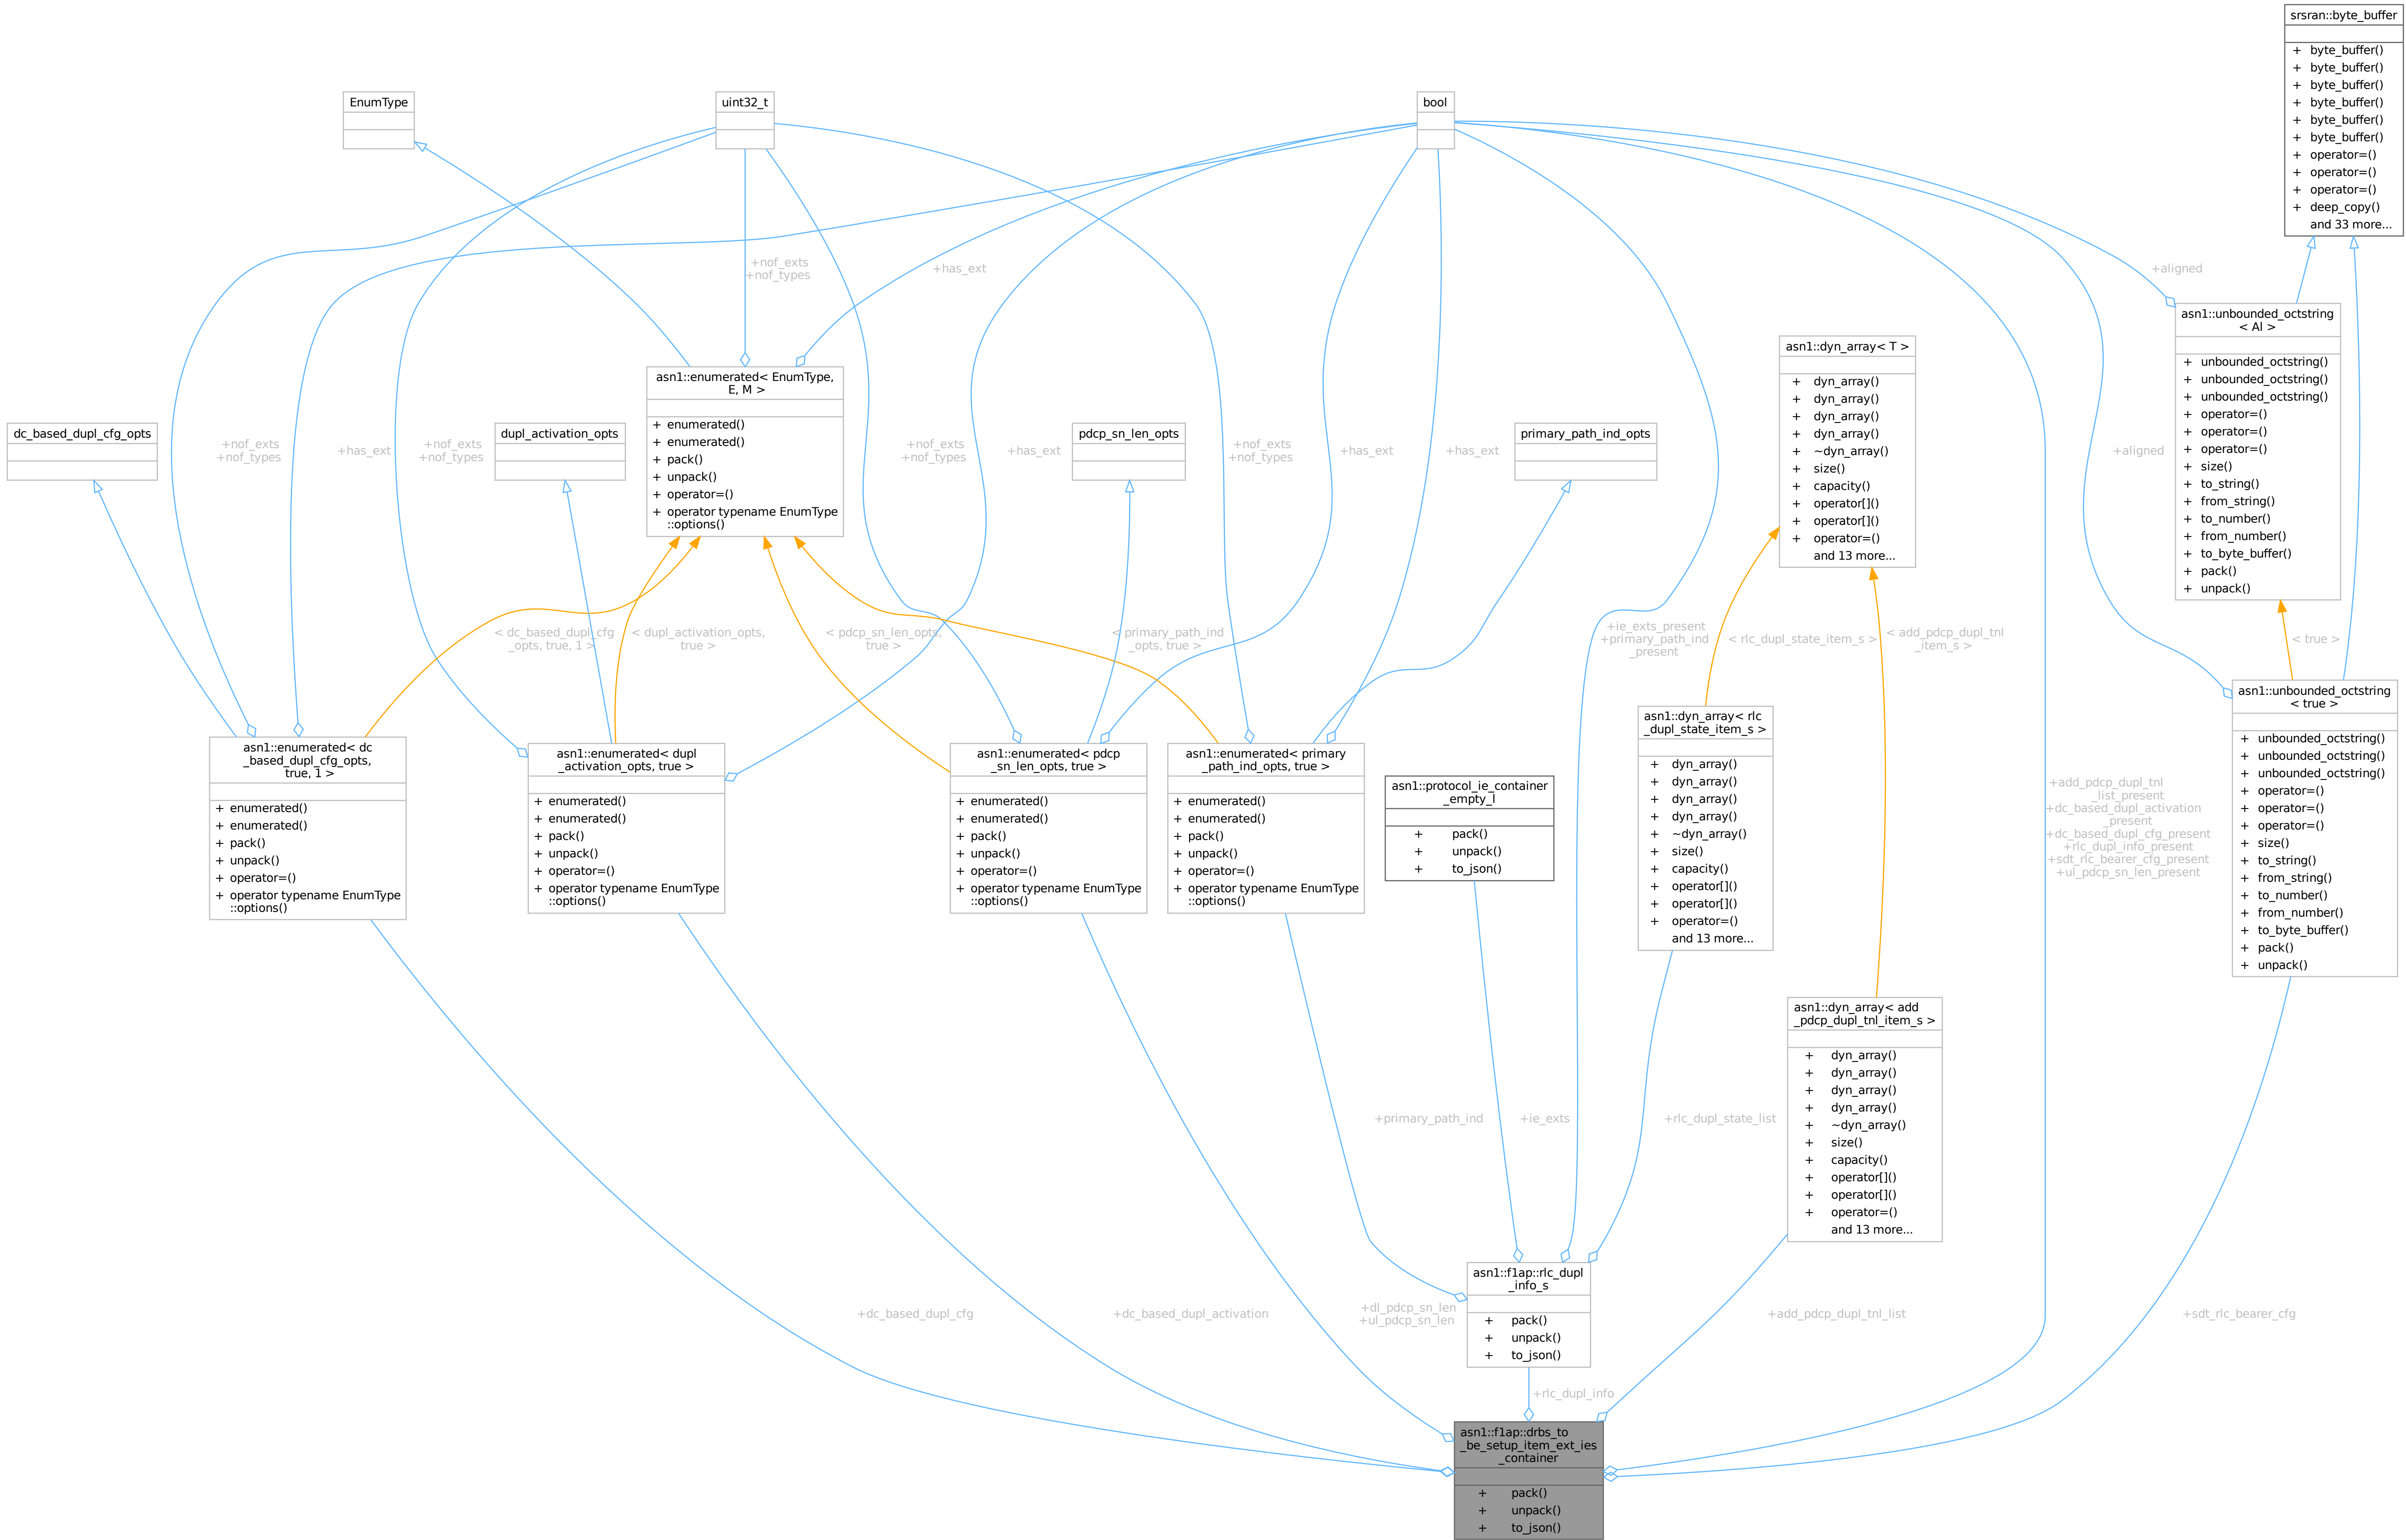 srsran::byte_buffer
+ byte_buffer()
+ byte_buffer()
+ byte_buffer()
+ byte_buffer()
+ byte_buffer()
+ byte_buffer()
+ operator=()
+ operator=()
+ operator=()
+ deep_copy()
and 33 more...
EnumType
uint32_t
bool
+nof_exts
+nof_types
+has_ext
+aligned
asn1::unbounded_octstring
< Al >
+ unbounded_octstring()
+ unbounded_octstring()
+ unbounded_octstring()
+ operator=()
+ operator=()
+ operator=()
+ size()
+ to_string()
+ from_string()
+ to_number()
+ from_number()
+ to_byte_buffer()
+ pack()
+ unpack()
asn1::dyn_array< T >
+ dyn_array()
+ dyn_array()
+ dyn_array()
+ dyn_array()
+ ~dyn_array()
+ size()
+ capacity()
+ operator[]()
+ operator[]()
+ operator=()
and 13 more...
asn1::enumerated< EnumType,
E, M >
+ enumerated()
+ enumerated()
+ pack()
+ unpack()
+ operator=()
+ operator typename EnumType
::options()
dc_based_dupl_cfg_opts
+nof_exts
+nof_types
+has_ext
+nof_exts
+nof_types
dupl_activation_opts
+nof_exts
+nof_types
+has_ext
pdcp_sn_len_opts
+nof_exts
+nof_types
+has_ext
+has_ext
primary_path_ind_opts
+aligned
< dc_based_dupl_cfg
_opts, true, 1 >
< dupl_activation_opts,
true >
< pdcp_sn_len_opts,
true >
< primary_path_ind
_opts, true >
+ie_exts_present
+primary_path_ind
_present
< rlc_dupl_state_item_s >
< add_pdcp_dupl_tnl
_item_s >
< true >
asn1::enumerated< dc
_based_dupl_cfg_opts,
true, 1 >
+ enumerated()
+ enumerated()
+ pack()
+ unpack()
+ operator=()
+ operator typename EnumType
::options()
asn1::enumerated< dupl
_activation_opts, true >
+ enumerated()
+ enumerated()
+ pack()
+ unpack()
+ operator=()
+ operator typename EnumType
::options()
asn1::enumerated< pdcp
_sn_len_opts, true >
+ enumerated()
+ enumerated()
+ pack()
+ unpack()
+ operator=()
+ operator typename EnumType
::options()
asn1::enumerated< primary
_path_ind_opts, true >
+ enumerated()
+ enumerated()
+ pack()
+ unpack()
+ operator=()
+ operator typename EnumType
::options()
asn1::protocol_ie_container
_empty_l
+ pack()
+ unpack()
+ to_json()
asn1::dyn_array< rlc
_dupl_state_item_s >
+ dyn_array()
+ dyn_array()
+ dyn_array()
+ dyn_array()
+ ~dyn_array()
+ size()
+ capacity()
+ operator[]()
+ operator[]()
+ operator=()
and 13 more...
+add_pdcp_dupl_tnl
_list_present
+dc_based_dupl_activation
_present
+dc_based_dupl_cfg_present
+rlc_dupl_info_present
+sdt_rlc_bearer_cfg_present
+ul_pdcp_sn_len_present
asn1::unbounded_octstring
< true >
+ unbounded_octstring()
+ unbounded_octstring()
+ unbounded_octstring()
+ operator=()
+ operator=()
+ operator=()
+ size()
+ to_string()
+ from_string()
+ to_number()
+ from_number()
+ to_byte_buffer()
+ pack()
+ unpack()
asn1::dyn_array< add
_pdcp_dupl_tnl_item_s >
+ dyn_array()
+ dyn_array()
+ dyn_array()
+ dyn_array()
+ ~dyn_array()
+ size()
+ capacity()
+ operator[]()
+ operator[]()
+ operator=()
and 13 more...
+primary_path_ind
+ie_exts
+rlc_dupl_state_list
asn1::f1ap::rlc_dupl
_info_s
+ pack()
+ unpack()
+ to_json()
+dc_based_dupl_cfg
+dc_based_dupl_activation
+dl_pdcp_sn_len
+ul_pdcp_sn_len
+add_pdcp_dupl_tnl_list
+sdt_rlc_bearer_cfg
+rlc_dupl_info
asn1::f1ap::drbs_to
_be_setup_item_ext_ies
_container
+ pack()
+ unpack()
+ to_json()